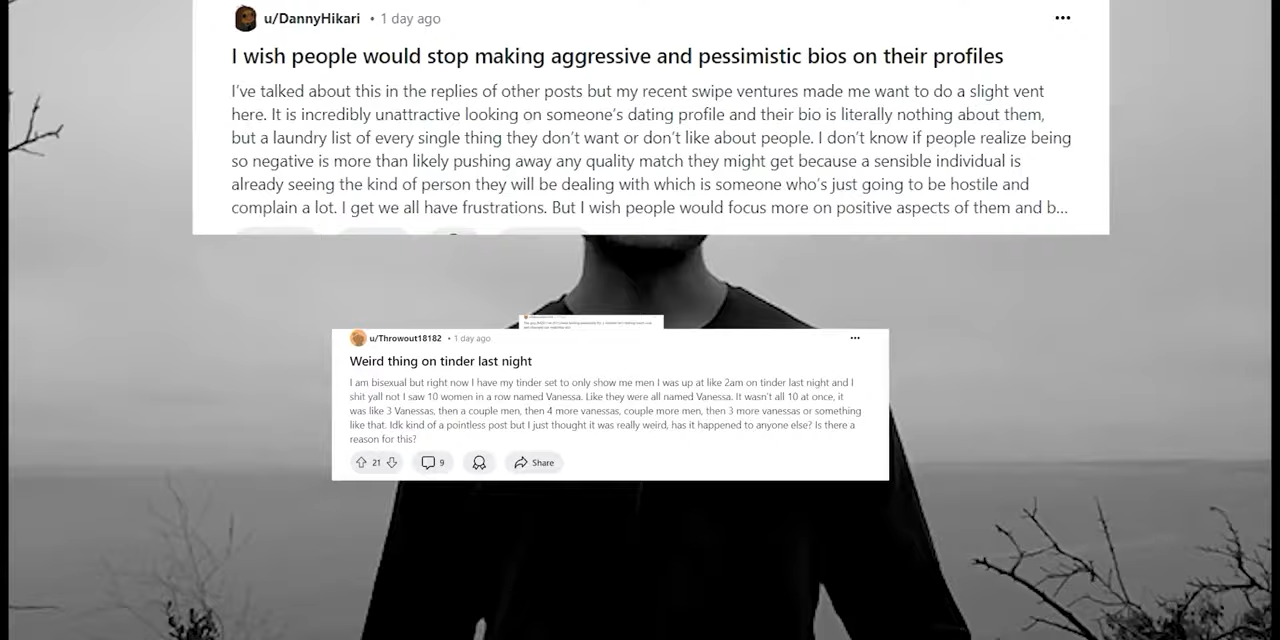 u/DannyHikari • 1 day ago
I wish people would stop making aggressive and pessimistic bios on their profiles
I've talked about this in the replies of other posts but my recent swipe ventures made me want to do a slight vent
here. It is incredibly unattractive looking on someone's dating profile and their bio is literally nothing about them,
but a laundry list of every single thing they don't want or don't like about people. I don't know if people realize being
so negative is more than likely pushing away any quality match they might get because a sensible individual is
already seeing the kind of person they will be dealing with which is someone who's just going to be hostile and
complain a lot. I get we all have frustrations. But I wish people would focus more on positive aspects of them and b...
u/Throwout18182 • 1 day ago
Weird thing on tinder last night
I am bisexual but right now I have my tinder set to only show me men I was up at like 2am on tinder last night and I
shit yall not I saw 10 women in a row named Vanessa. Like they were all named Vanessa. It wasn't all 10 at once, it
was like 3 Vanessas, then a couple men, then 4 more vanessas, couple more men, then 3 more vanessas or something
like that. Idk kind of a pointless post but I just thought it was really weird, has it happened to anyone else? Is there a
reason for this?
21 9 Share